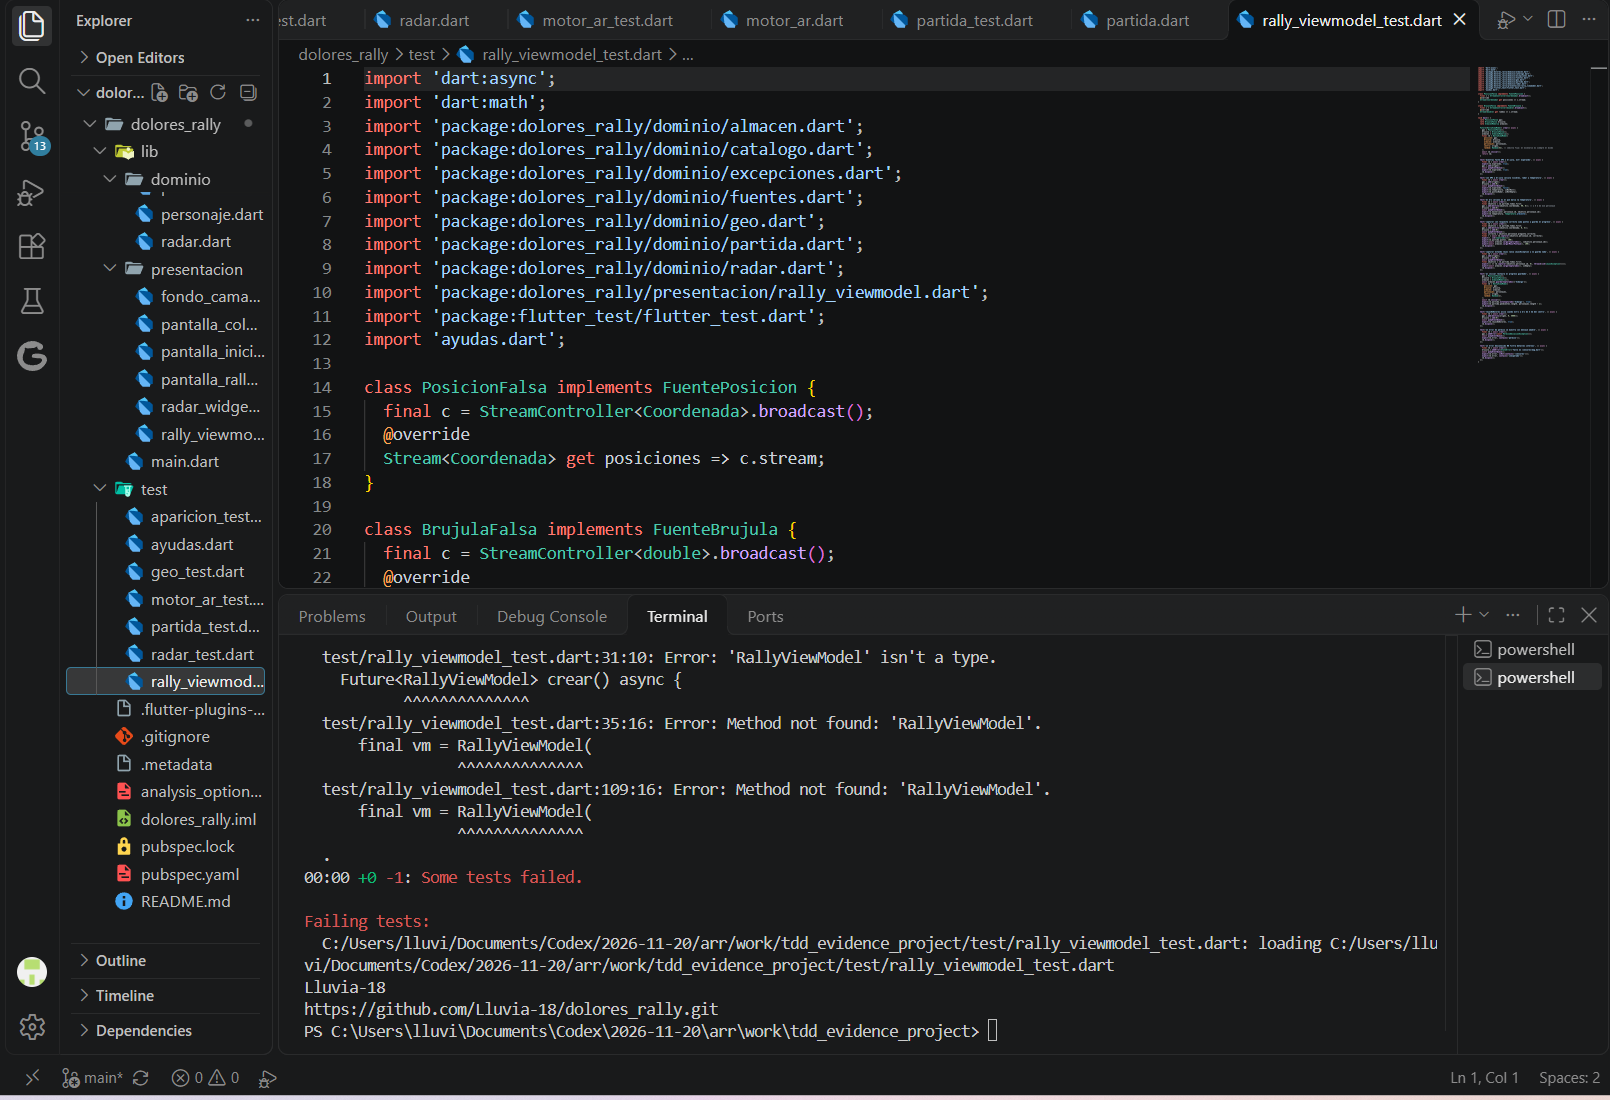 Explorer
Open Editors
dolor...
dolores_rally
lib
dominio
personaje.dart
radar.dart
presentacion
fondo_cama...
pantalla_col...
pantalla_inici...
pantalla_rall...
radar_widge...
rally_viewmo...
main.dart
test
aparicion_test...
ayudas.dart
geo_test.dart
motor_ar_test....
partida_test.d...
radar_test.dart
rally_viewmod...
.flutter-plugins-...
.gitignore
.metadata
analysis_option...
dolores_rally.iml
pubspec.lock
pubspec.yaml
README.md
Outline
Timeline
Dependencies
13
est.dart
radar.dart
motor_ar_test.dart
motor_ar.dart
partida_test.dart
partida.dart
rally_viewmodel_test.dart
dolores_rally > test > rally_viewmodel_test.dart > ...
1 import 'dart:async';
2 import 'dart:math';
3 import 'package:dolores_rally/dominio/almacen.dart';
4 import 'package:dolores_rally/dominio/catalogo.dart';
5 import 'package:dolores_rally/dominio/excepciones.dart';
6 import 'package:dolores_rally/dominio/fuentes.dart';
7 import 'package:dolores_rally/dominio/geo.dart';
8 import 'package:dolores_rally/dominio/partida.dart';
9 import 'package:dolores_rally/dominio/radar.dart';
10 import 'package:dolores_rally/presentacion/rally_viewmodel.dart';
11 import 'package:flutter_test/flutter_test.dart';
12 import 'ayudas.dart';
13
14 class PosicionFalsa implements FuentePosicion {
15 final c = StreamController<Coordenada>.broadcast();
16 @override
17 Stream<Coordenada> get posiciones => c.stream;
18 }
19
20 class BrujulaFalsa implements FuenteBrujula {
21 final c = StreamController<double>.broadcast();
22 @override
Problems
Output
Debug Console
Terminal
Ports
test/rally_viewmodel_test.dart:31:10: Error: 'RallyViewModel' isn't a type.
Future<RallyViewModel> crear() async {
^^^^^^^^^^^^^^
test/rally_viewmodel_test.dart:35:16: Error: Method not found: 'RallyViewModel'.
final vm = RallyViewModel(
^^^^^^^^^^^^^^
test/rally_viewmodel_test.dart:109:16: Error: Method not found: 'RallyViewModel'.
final vm = RallyViewModel(
^^^^^^^^^^^^^^
.
00:00 +0 -1: Some tests failed.
Failing tests:
C:/Users/lluvi/Documents/Codex/2026-11-20/arr/work/tdd_evidence_project/test/rally_viewmodel_test.dart: loading C:/Users/llu
vi/Documents/Codex/2026-11-20/arr/work/tdd_evidence_project/test/rally_viewmodel_test.dart
Lluvia-18
https://github.com/Lluvia-18/dolores_rally.git
PS C:\Users\lluvi\Documents\Codex\2026-11-20\arr\work\tdd_evidence_project>
powershell
powershell
main*
0
0
Ln 1, Col 1
Spaces: 2